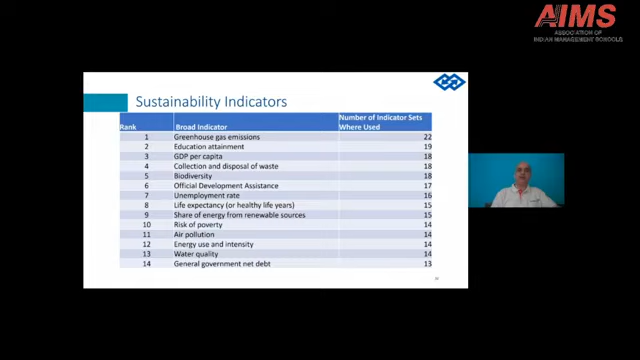 AIMS
ASSOCIATION OF
INDIAN MANAGEMENT SCHOOLS
Sustainability Indicators
Rank Broad Indicator Number of Indicator Sets Where Used
1 Greenhouse gas emissions 22
2 Education attainment 19
3 GDP per capita 18
4 Collection and disposal of waste 18
5 Biodiversity 18
6 Official Development Assistance 17
7 Unemployment rate 16
8 Life expectancy (or healthy life years) 15
9 Share of energy from renewable sources 15
10 Risk of poverty 14
11 Air pollution 14
12 Energy use and intensity 14
13 Water quality 14
14 General government net debt 13